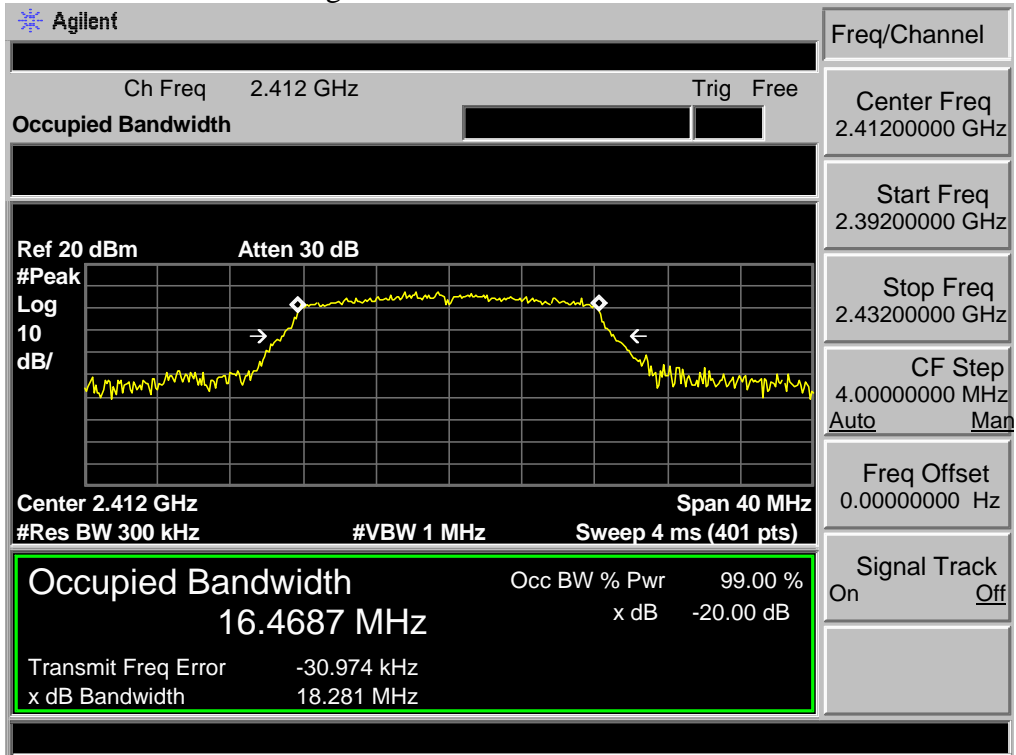 Agilent
Freq/Channel
Ch Freq 2.412 GHz Trig Free
Occupied Bandwidth
Center Freq
2.41200000 GHz
Start Freq
2.39200000 GHz
Stop Freq
2.43200000 GHz
CF Step
4.00000000 MHz
Auto Man
Freq Offset
0.00000000 Hz
Signal Track
On Off
Ref 20 dBm Atten 30 dB
#Peak
Log
10
dB/
Center 2.412 GHz Span 40 MHz
#Res BW 300 kHz #VBW 1 MHz Sweep 4 ms (401 pts)
Occupied Bandwidth Occ BW % Pwr 99.00 %
16.4687 MHz x dB -20.00 dB
Transmit Freq Error -30.974 kHz
x dB Bandwidth 18.281 MHz